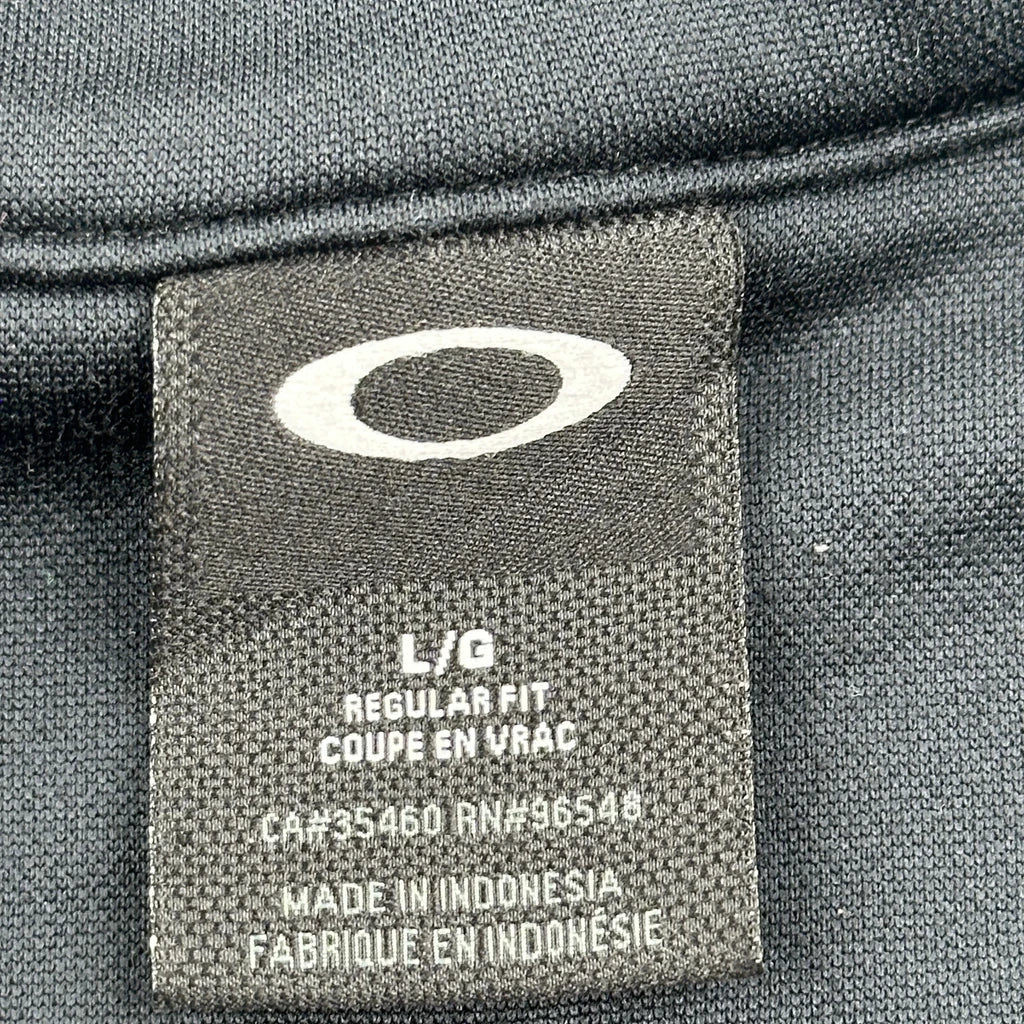 L/G
REGULAR FIT
COUPE EN VRAC
CA#35460 RN#96548
MADE IN INDONESIA
FABRIQUE EN INDONÉSIE